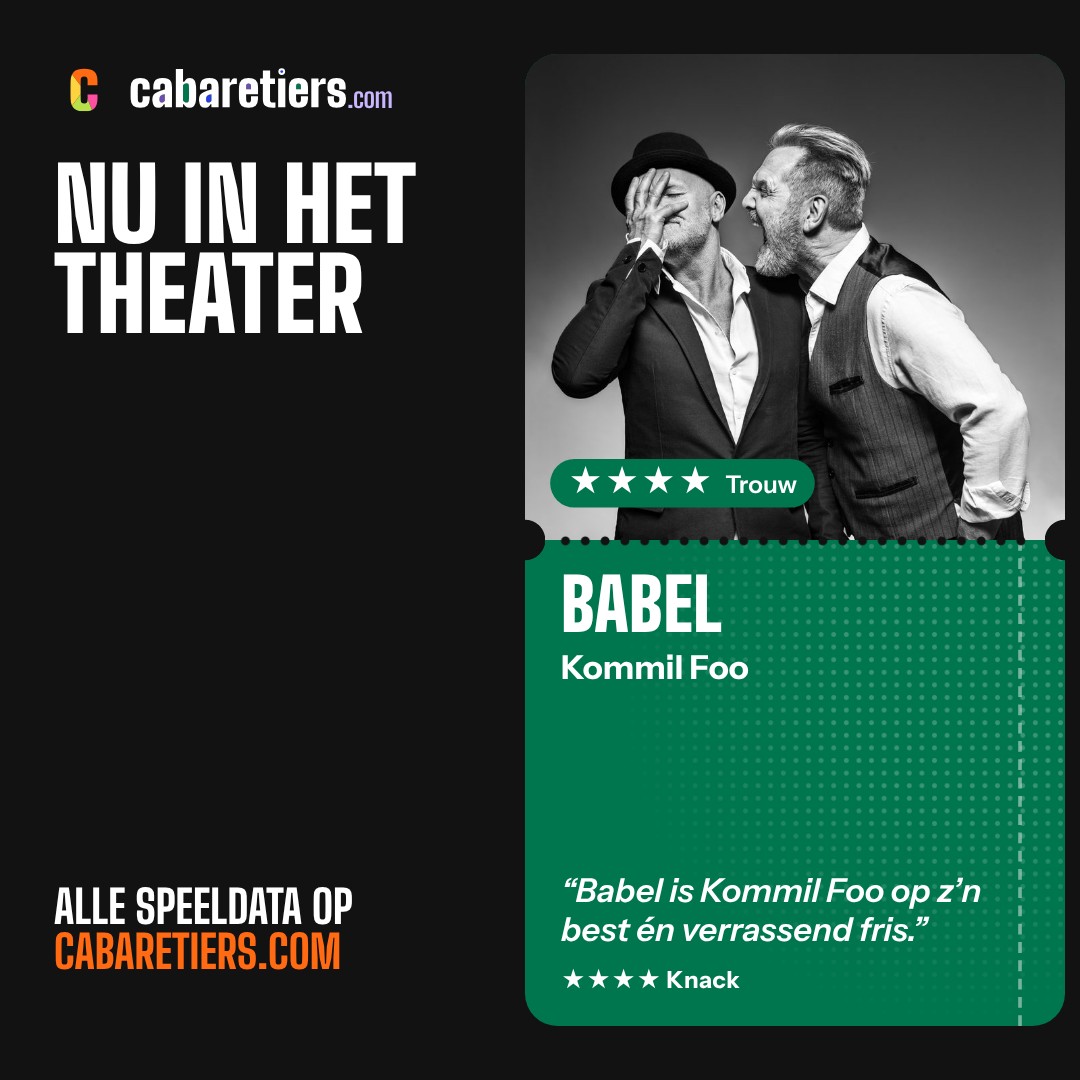 cabaretiers.com
NU IN HET
THEATER
★★★★ Trouw
BABEL
Kommil Foo
“Babel is Kommil Foo op z’n
best én verrassend fris.”
★★★★ Knack
ALLE SPEELDATA OP
CABARETIERS.COM